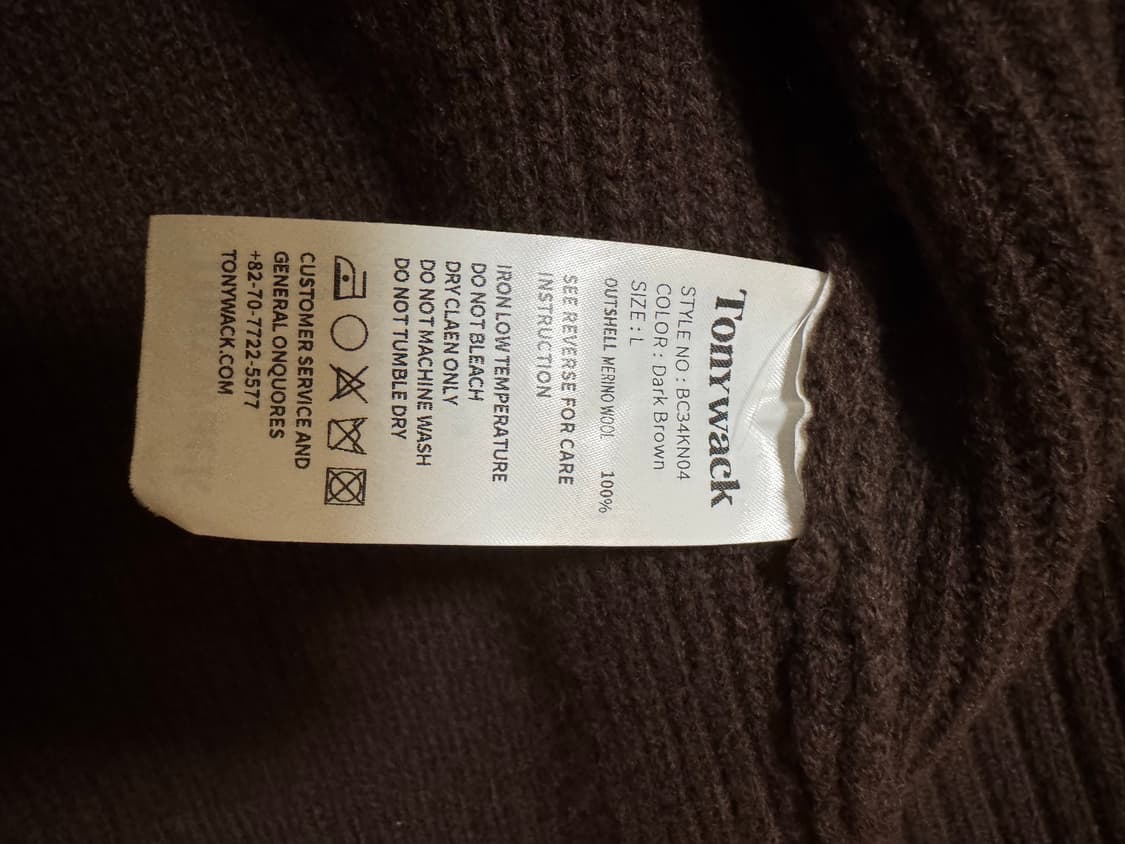 Tonywack
STYLE NO : BC34KN04
COLOR : Dark Brown
SIZE : L
OUTSHELL MERINO WOOL 100%
SEE REVERSE FOR CARE
INSTRUCTION
IRON LOW TEMPERATURE
DO NOT BLEACH
DRY CLAEN ONLY
DO NOT MACHINE WASH
DO NOT TUMBLE DRY
CUSTOMER SERVICE AND
GENERAL ONQUORES
+82-70-7722-5577
TONYWACK.COM